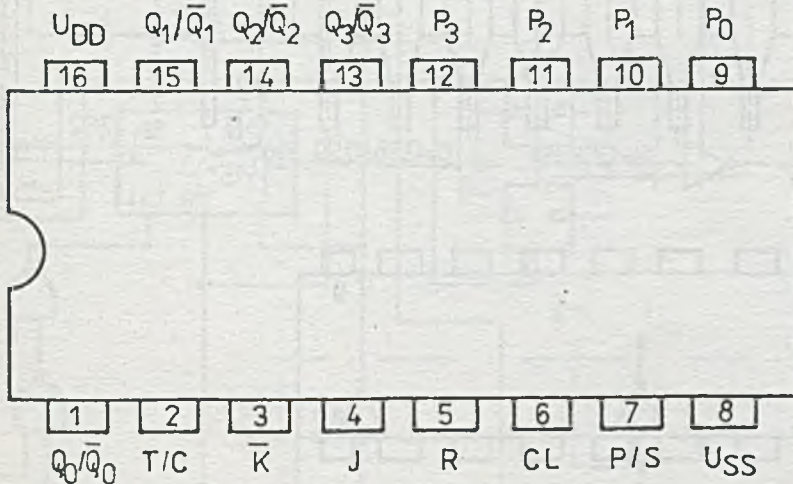 U_DD Q₁/Q̅₁ Q₂/Q̅₂ Q₃/Q̅₃ P₃ P₂ P₁ P₀
16 15 14 13 12 11 10 9
1 2 3 4 5 6 7 8
Q₀/Q̅₀ T/C K̅ J R CL P/S U_SS